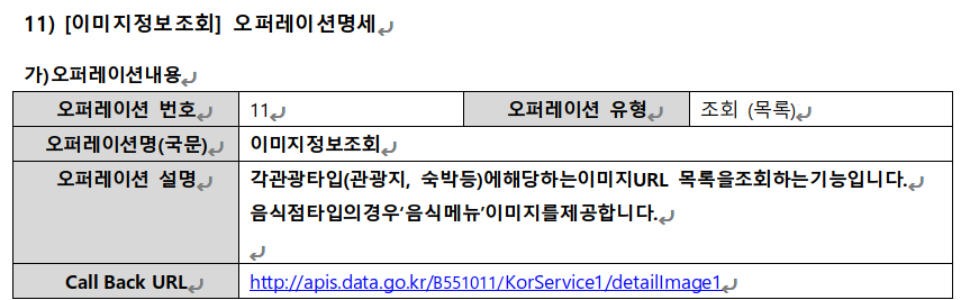 11) [이미지정보조회] 오퍼레이션명세
가)오퍼레이션내용
오퍼레이션 번호 11 오퍼레이션 유형 조회 (목록)
오퍼레이션명(국문) 이미지정보조회
오퍼레이션 설명 각관광타입(관광지, 숙박등)에해당하는이미지URL 목록을조회하는기능입니다.
음식점타입의경우‘음식메뉴’이미지를제공합니다.
Call Back URL http://apis.data.go.kr/B551011/KorService1/detailImage1